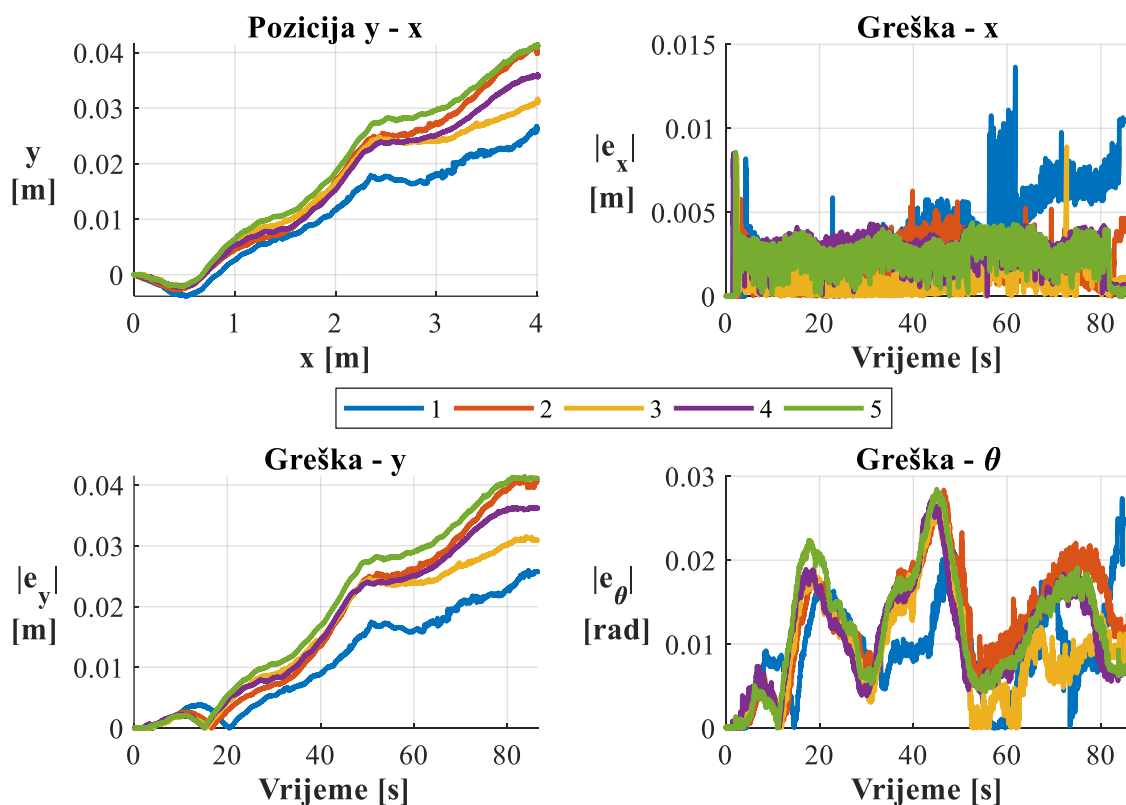 Pozicija y - x
0.04
0.03
0.02
0.01
0
y
[m]
0 1 2 3 4
x [m]
Greška - x
0.015
0.01
0.005
0
|e_x|
[m]
0 20 40 60 80
Vrijeme [s]
1 2 3 4 5
Greška - y
0.04
0.03
0.02
0.01
0
|e_y|
[m]
0 20 40 60 80
Vrijeme [s]
Greška - θ
0.03
0.02
0.01
0
|e_θ|
[rad]
0 20 40 60 80
Vrijeme [s]